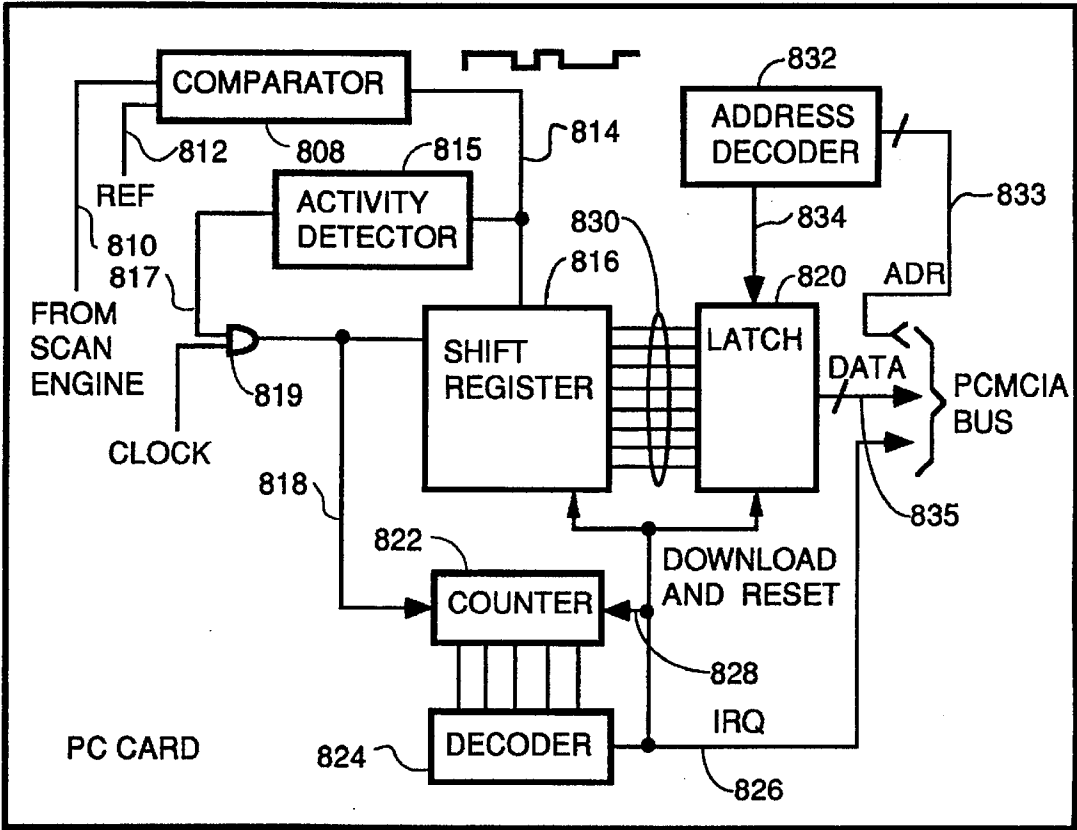 COMPARATOR
808
812
REF
810
817
FROM
SCAN
ENGINE
814
815
ACTIVITY
DETECTOR
819
CLOCK
832
ADDRESS
DECODER
833
834
830
816
820
SHIFT
REGISTER
LATCH
ADR
DATA
PCMCIA
BUS
835
818
822
COUNTER
DOWNLOAD
AND RESET
828
824
DECODER
IRQ
826
PC CARD